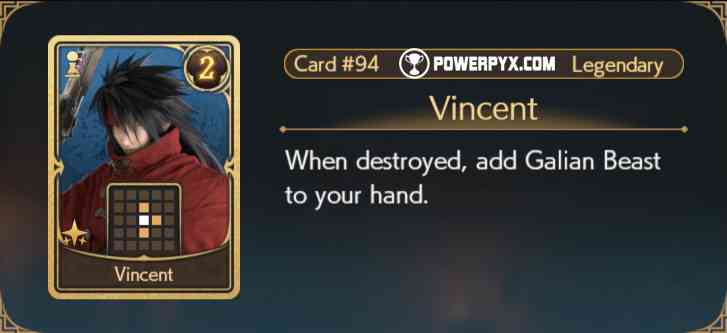 2
Card #94
POWERPYX.COM
Legendary
Vincent
When destroyed, add Galian Beast
to your hand.
Vincent